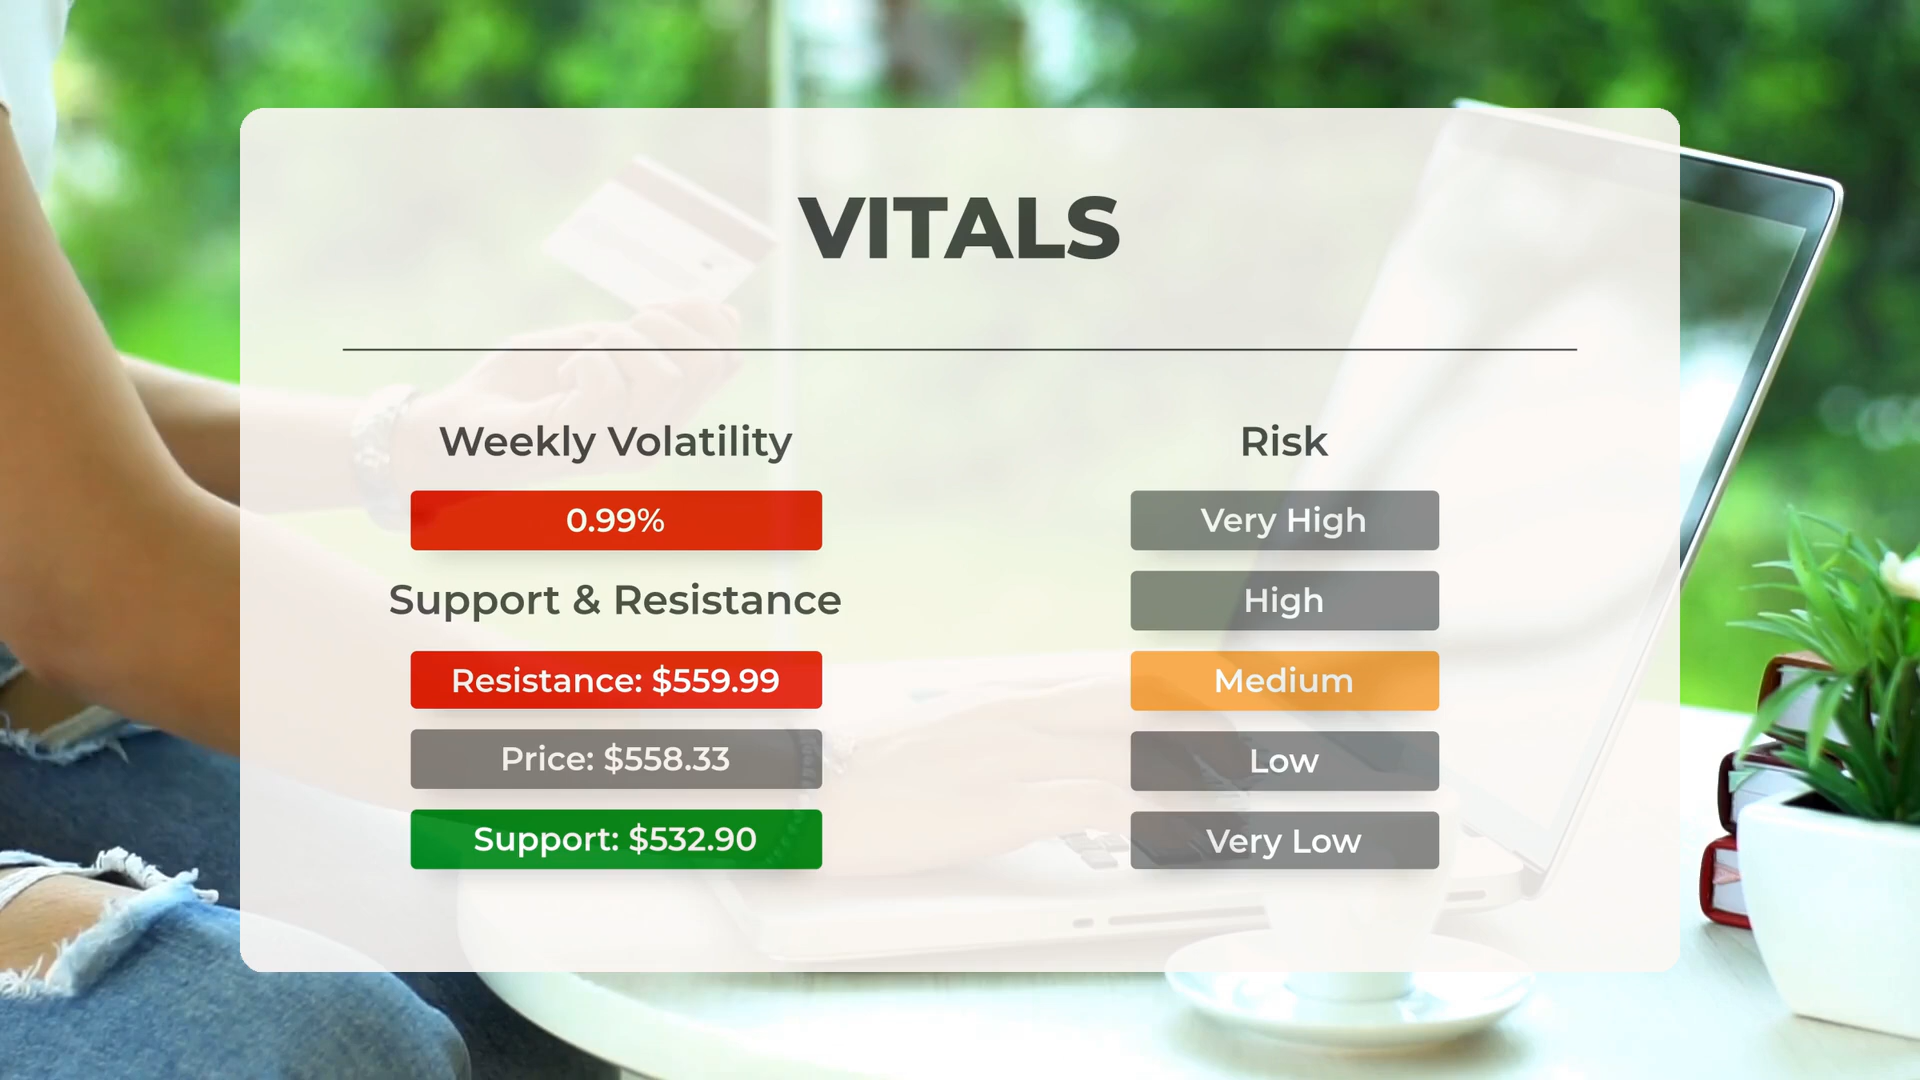 VITALS
Weekly Volatility
0.99%
Support & Resistance
Resistance: $559.99
Price: $558.33
Support: $532.90
Risk
Very High
High
Medium
Low
Very Low